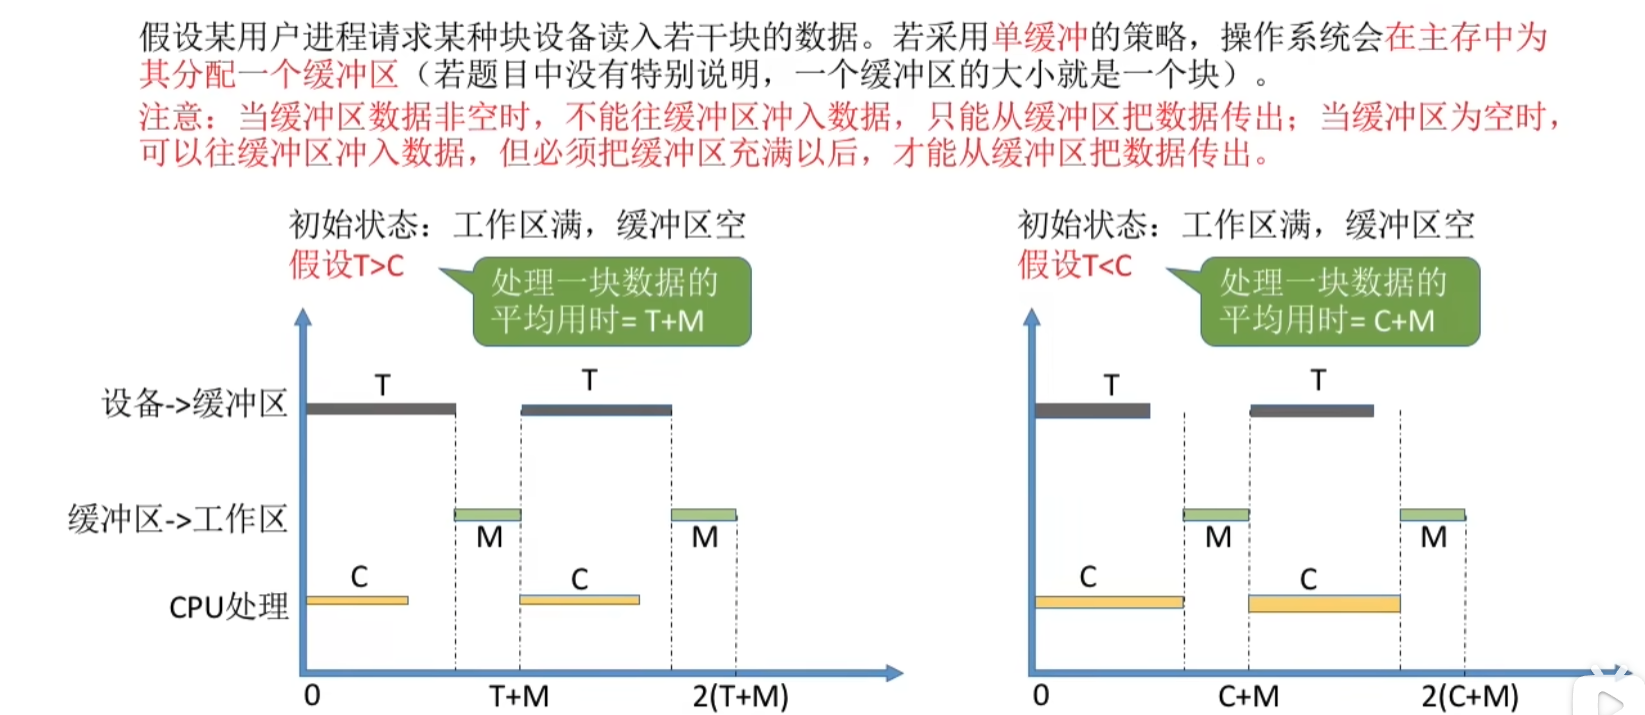 假设某用户进程请求某种块设备读入若干块的数据。若采用单缓冲的策略，操作系统会在主存中为
其分配一个缓冲区（若题目中没有特别说明，一个缓冲区的大小就是一个块）。
注意：当缓冲区数据非空时，不能往缓冲区冲入数据，只能从缓冲区把数据传出；当缓冲区为空时，
可以往缓冲区冲入数据，但必须把缓冲区充满以后，才能从缓冲区把数据传出。
初始状态：工作区满，缓冲区空
假设T>C
处理一块数据的
平均用时= T+M
T
T
设备->缓冲区
缓冲区->工作区
M
M
C
C
CPU处理
0
T+M
2(T+M)
初始状态：工作区满，缓冲区空
假设T<C
处理一块数据的
平均用时= C+M
T
T
M
M
C
C
0
C+M
2(C+M)